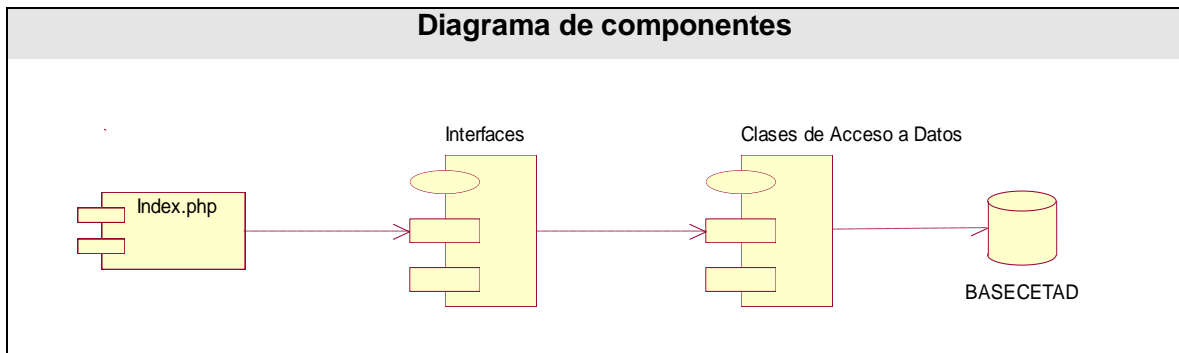 Diagrama de componentes
Interfaces
Clases de Acceso a Datos
Index.php
BASECETAD